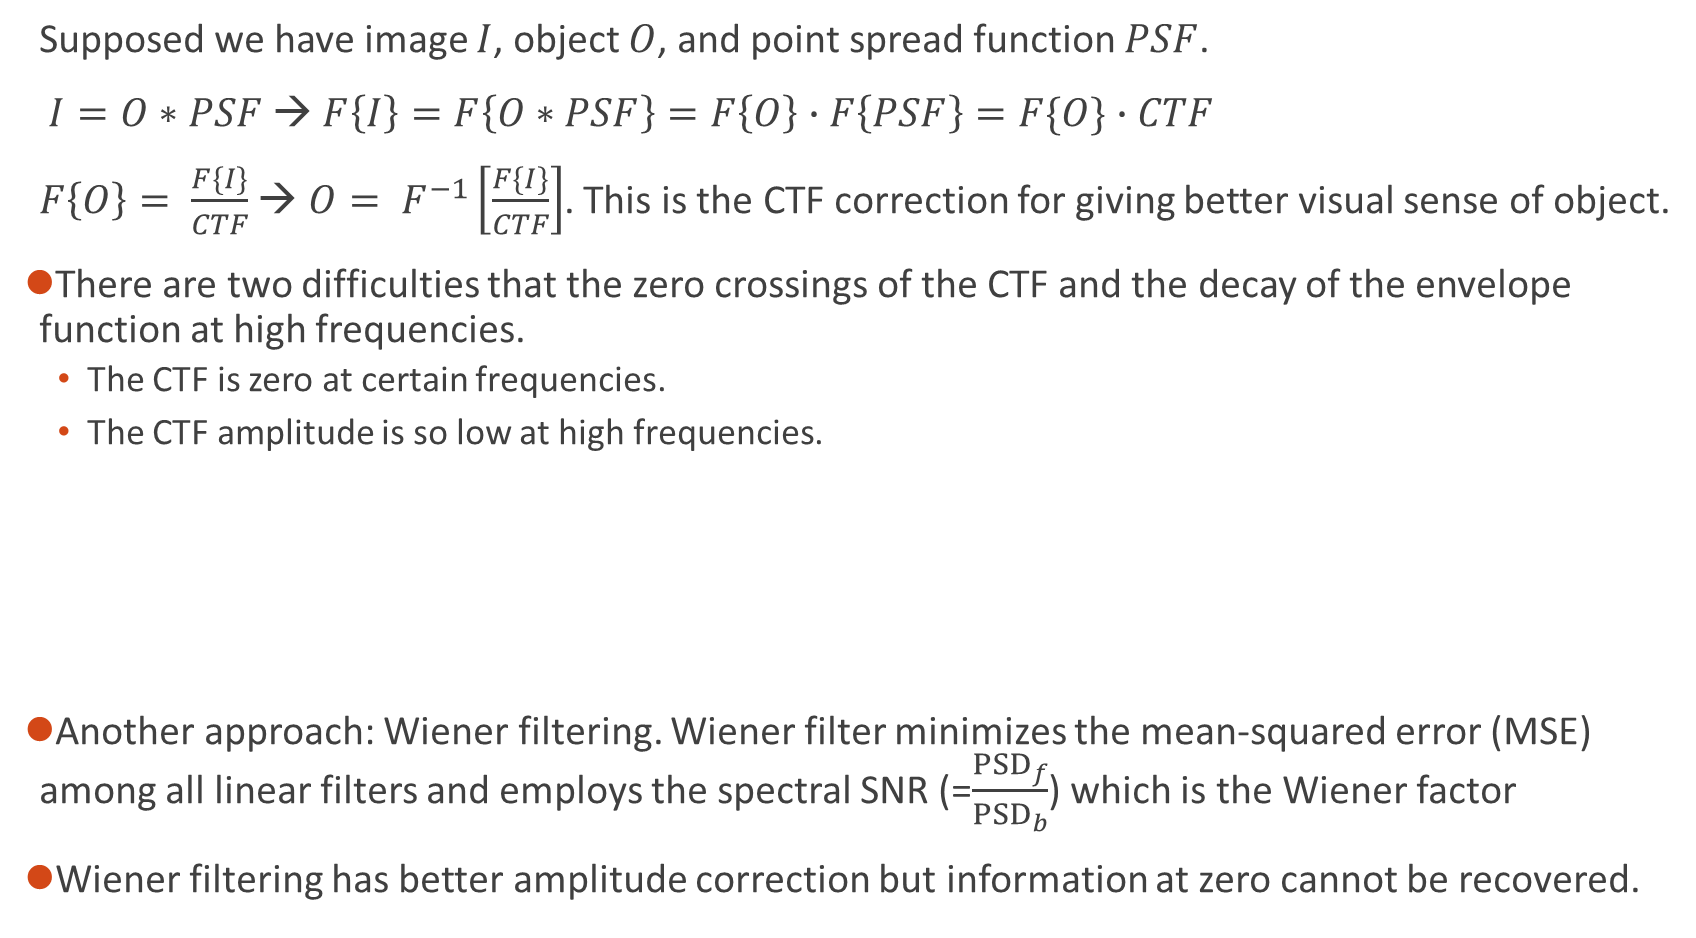 Supposed we have image I, object O, and point spread function PSF.
I = O ∗ PSF → F{I} = F{O ∗ PSF} = F{O} · F{PSF} = F{O} · CTF
F{O} = F{I}/CTF → O = F⁻¹[F{I}/CTF]. This is the CTF correction for giving better visual sense of object.
●There are two difficulties that the zero crossings of the CTF and the decay of the envelope
function at high frequencies.
• The CTF is zero at certain frequencies.
• The CTF amplitude is so low at high frequencies.
●Another approach: Wiener filtering. Wiener filter minimizes the mean-squared error (MSE)
among all linear filters and employs the spectral SNR (=PSD_f/PSD_b) which is the Wiener factor
●Wiener filtering has better amplitude correction but information at zero cannot be recovered.